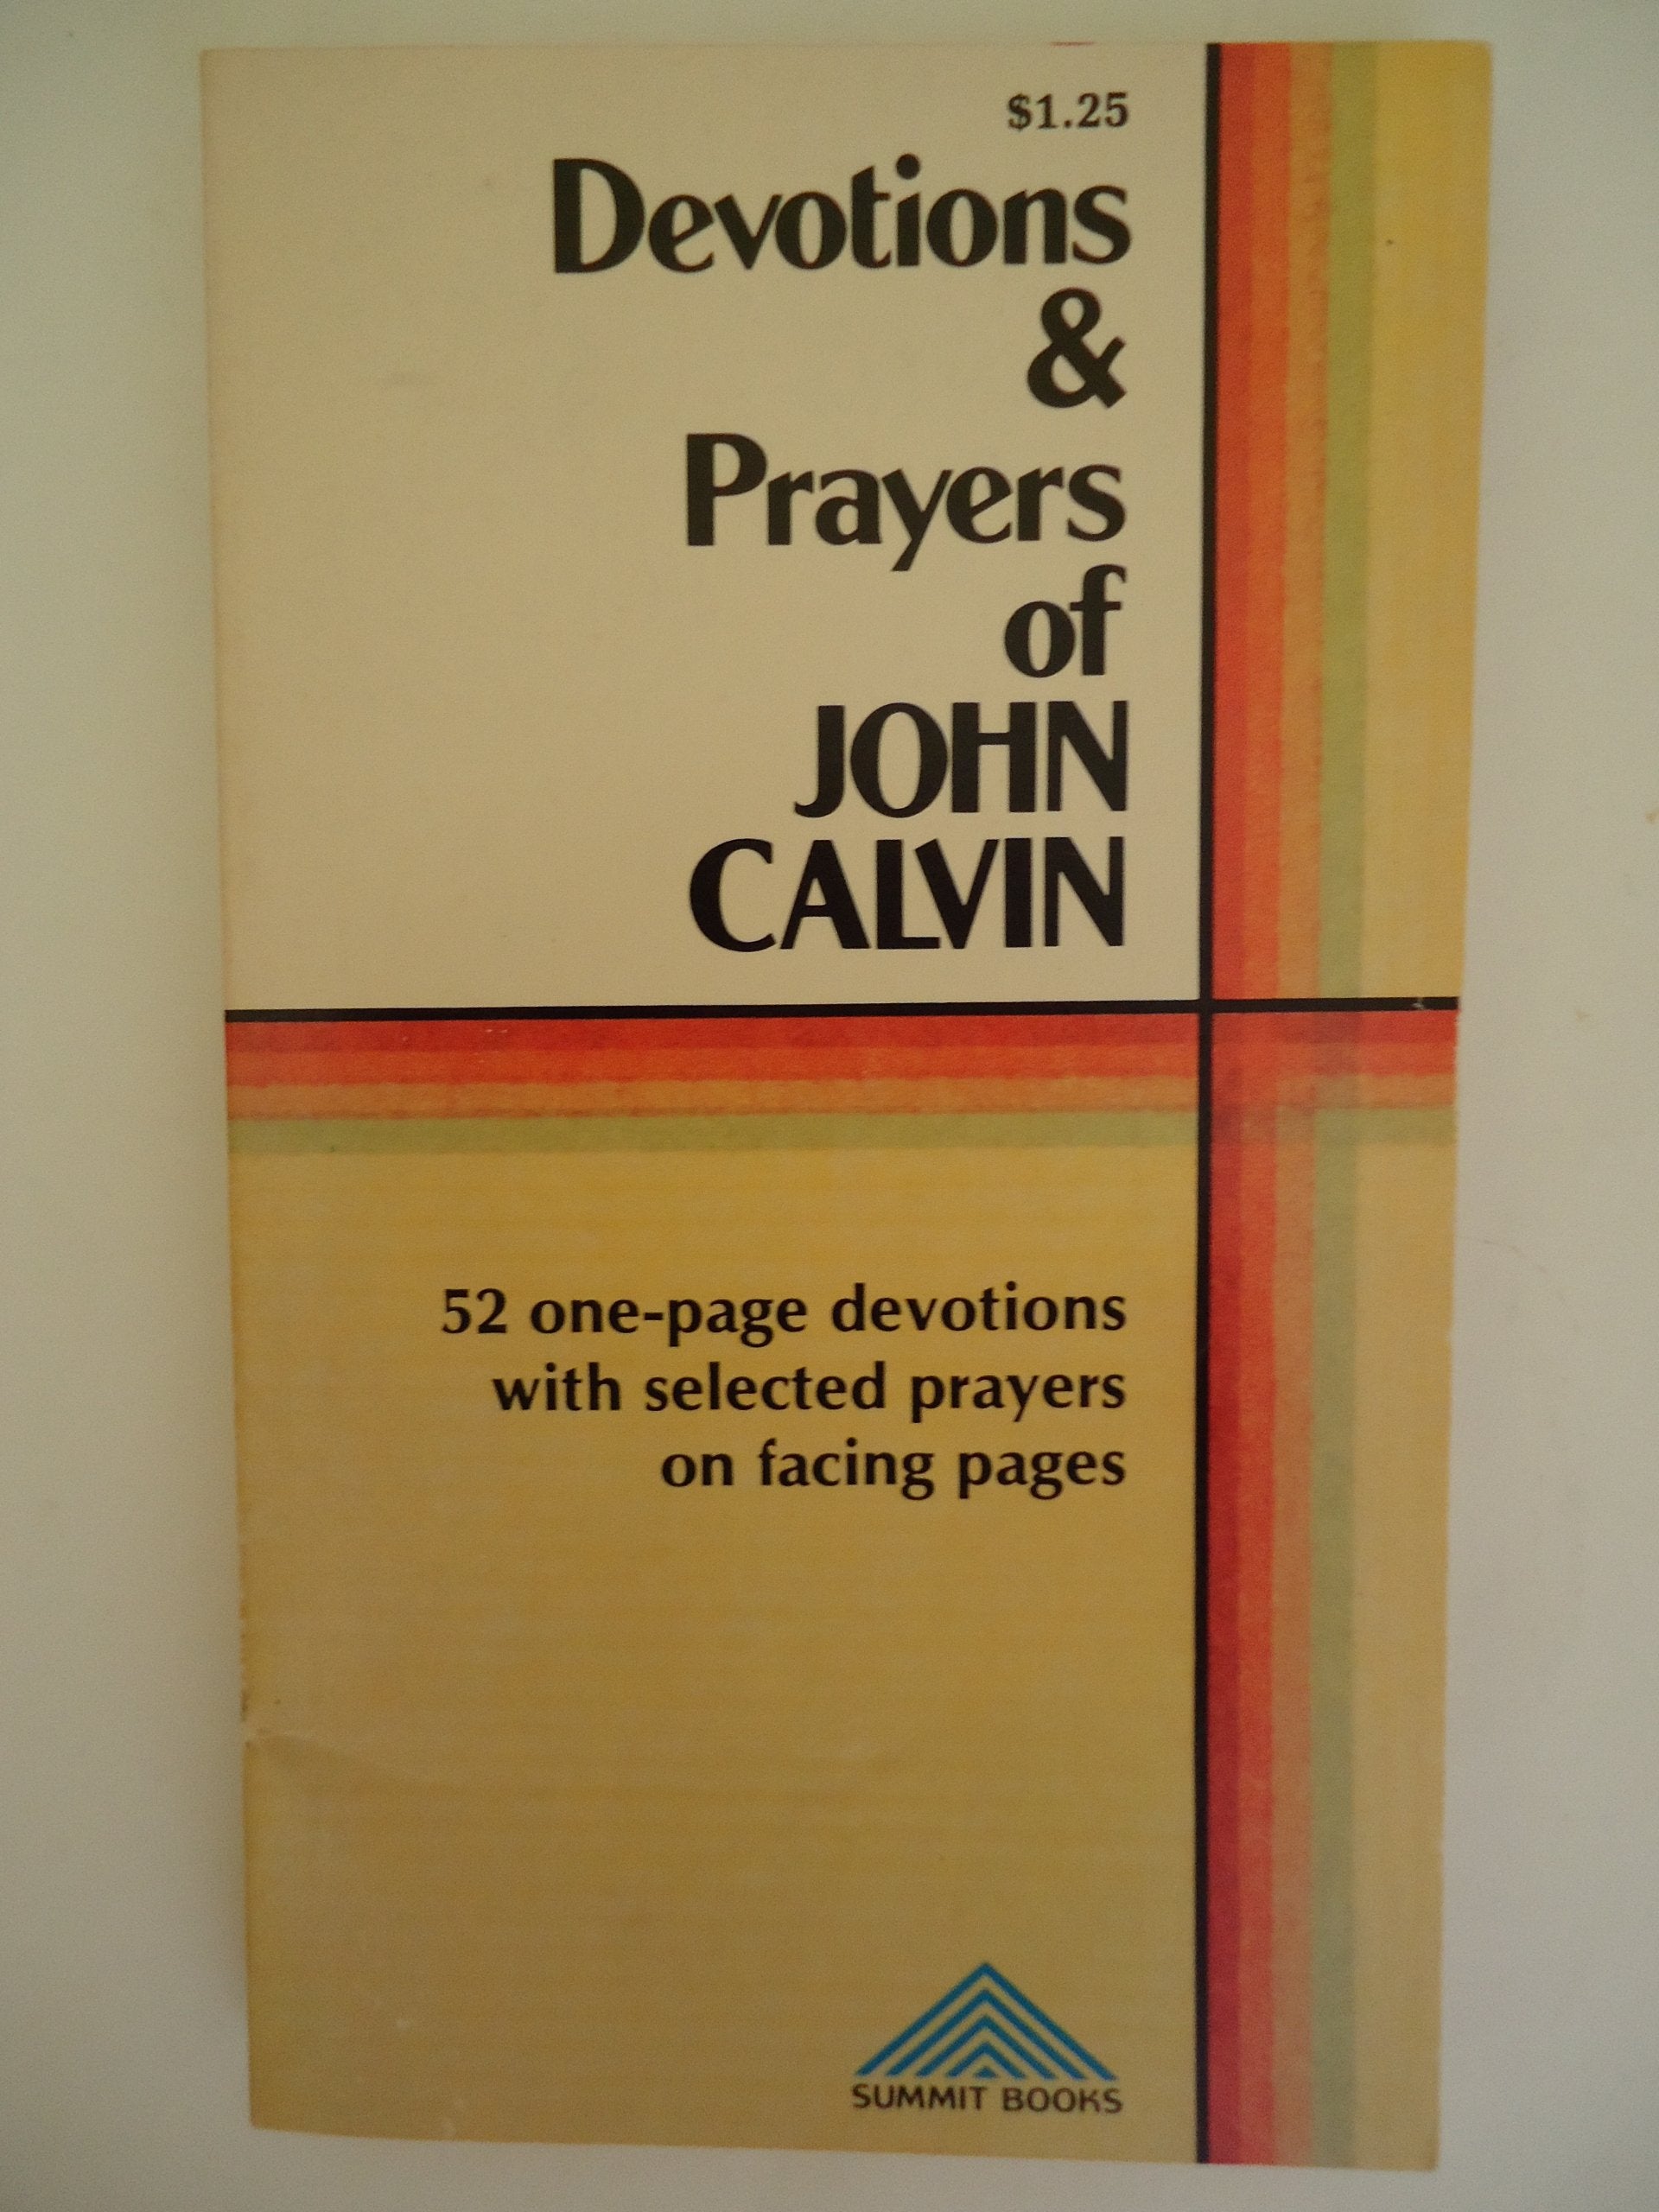 $1.25
Devotions
&
Prayers
of
JOHN
CALVIN
52 one-page devotions
with selected prayers
on facing pages
SUMMIT BOOKS